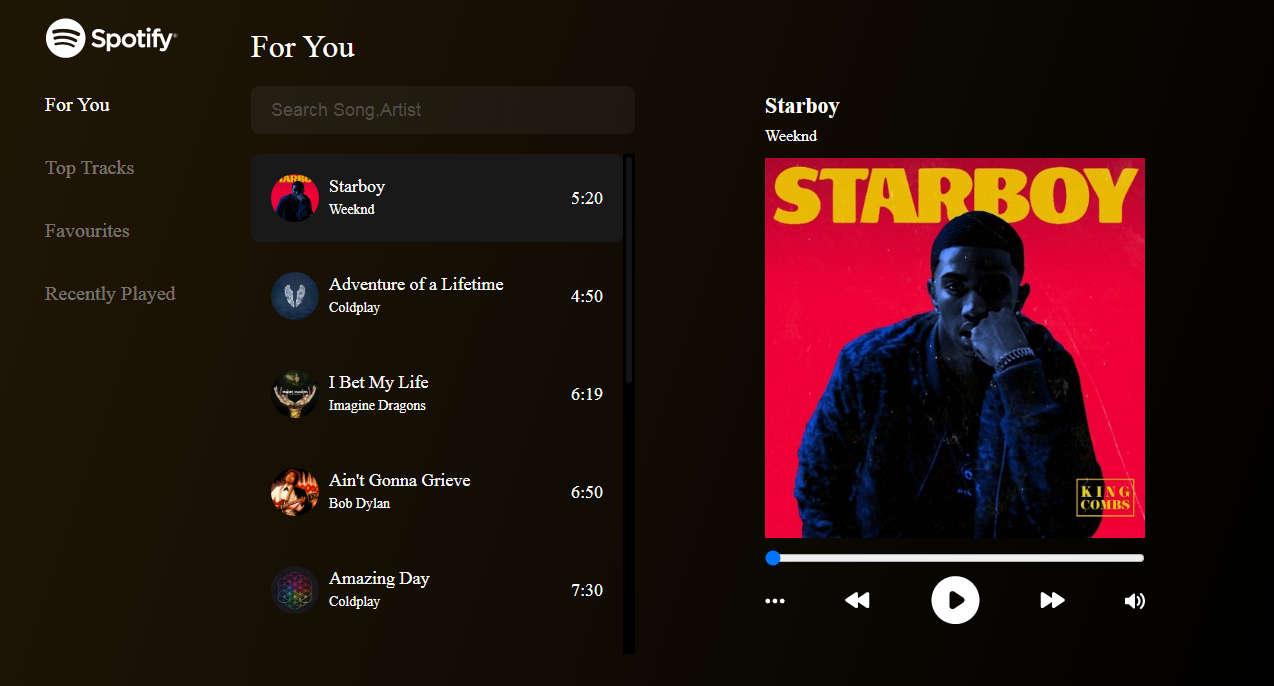 Spotify
For You
Top Tracks
Favourites
Recently Played
For You
Search Song,Artist
Starboy
Weeknd
5:20
Adventure of a Lifetime
Coldplay
4:50
I Bet My Life
Imagine Dragons
6:19
Ain't Gonna Grieve
Bob Dylan
6:50
Amazing Day
Coldplay
7:30
Starboy
Weeknd
STARBOY
KING
COMBS